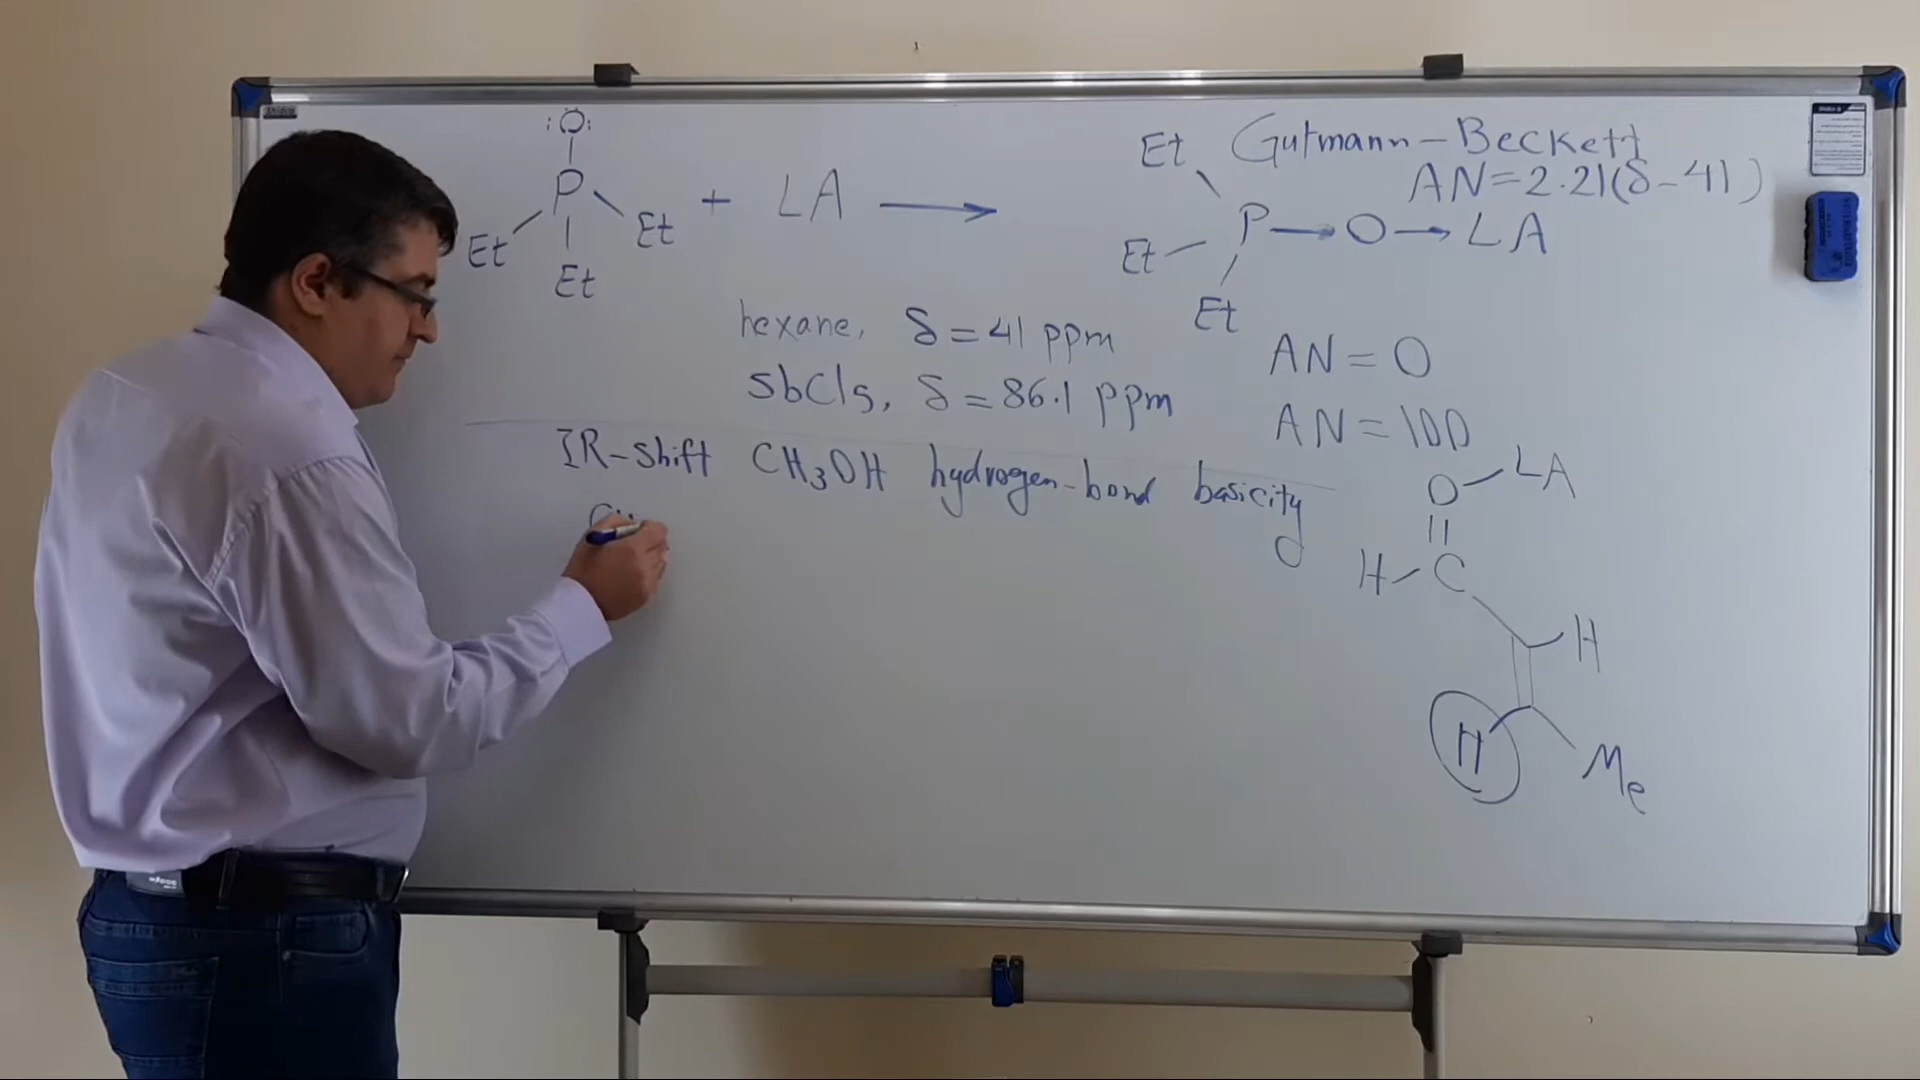 :O:
P
Et Et
Et
+ LA
Et
Et
P → O → LA
Et
Gutmann-Beckett
AN=2.21(δ-41)
hexane, δ=41 ppm AN=0
SbCl5, δ=86.1 ppm AN=100
IR-Shift CH3OH hydrogen-bond basicity
O LA
H C
H
H
Me